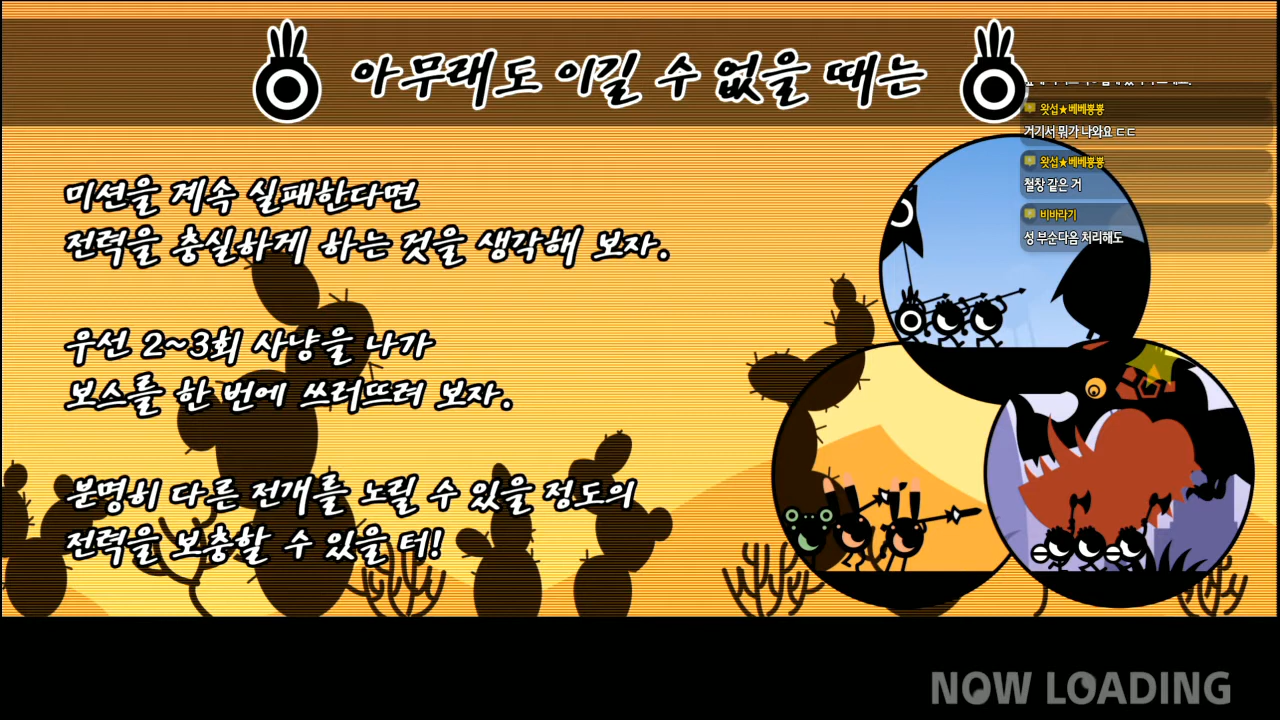 아무래도 이길 수 없을 때는
왓섭★베베뿅뿅
거기서 뭐가 나와요 ㄷㄷ
왓섭★베베뿅뿅
철창 같은 거
비바라기
성 부순다음 처리해도
미션을 계속 실패한다면
전력을 충실하게 하는 것을 생각해 보자.
우선 2~3회 사냥을 나가
보스를 한 번에 쓰러뜨려 보자.
분명히 다른 전개를 노릴 수 있을 정도의
전력을 보충할 수 있을 터!
NOW LOADING